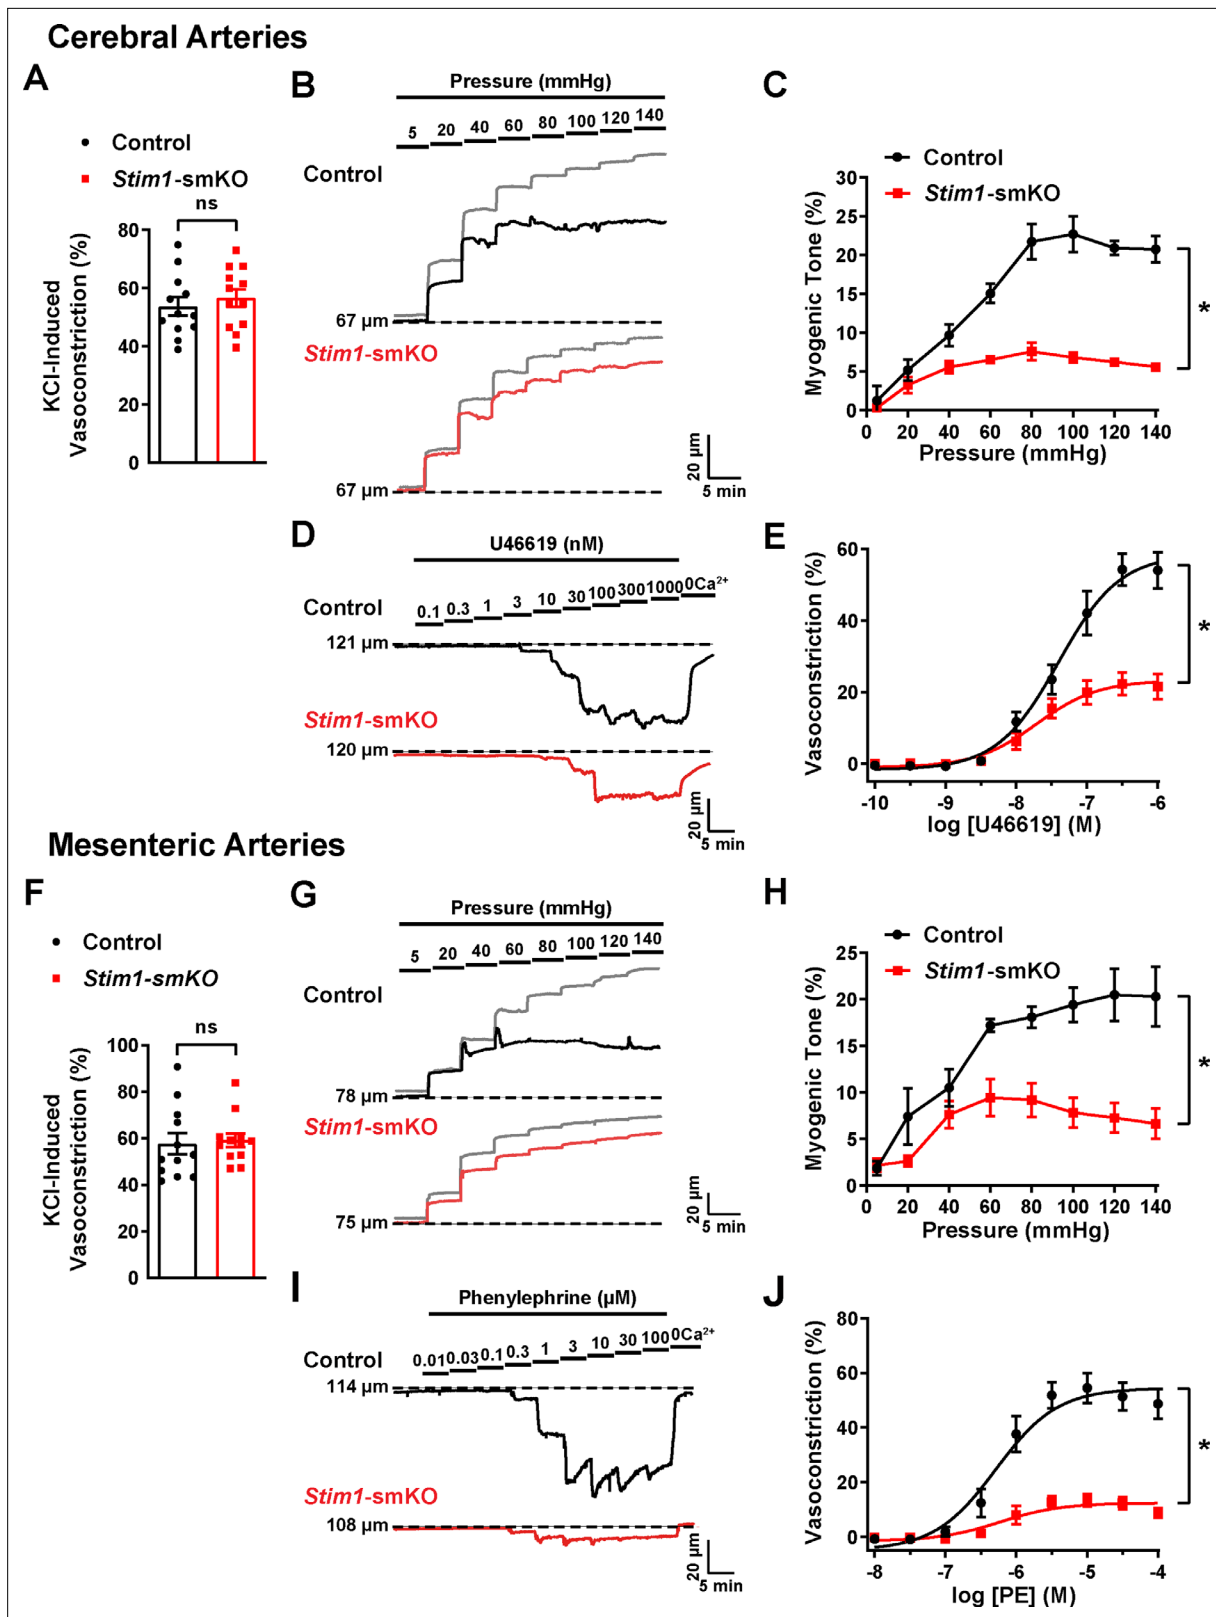 Cerebral Arteries
A
Control
Stim1-smKO
ns
KCl-Induced
Vasoconstriction (%)
80
60
40
20
0
B
Pressure (mmHg)
5 20 40 60 80 100 120 140
Control
67 µm
Stim1-smKO
67 µm
20 µm
5 min
C
Control
Stim1-smKO
Myogenic Tone (%)
30
25
20
15
10
5
0
*
0 20 40 60 80 100 120 140
Pressure (mmHg)
D
U46619 (nM)
0.1 0.3 1 3 10 30 100 300 1000 0Ca²⁺
Control
121 µm
Stim1-smKO
120 µm
20 µm
5 min
E
Vasoconstriction (%)
60
40
20
0
*
-10 -9 -8 -7 -6
log [U46619] (M)
Mesenteric Arteries
F
Control
Stim1-smKO
ns
KCl-Induced
Vasoconstriction (%)
100
80
60
40
20
0
G
Pressure (mmHg)
5 20 40 60 80 100 120 140
Control
78 µm
Stim1-smKO
75 µm
20 µm
5 min
H
Control
Stim1-smKO
Myogenic Tone (%)
25
20
15
10
5
0
*
0 20 40 60 80 100 120 140
Pressure (mmHg)
I
Phenylephrine (µM)
0.01 0.03 0.1 0.3 1 3 10 30 100 0Ca²⁺
Control
114 µm
Stim1-smKO
108 µm
20 µm
5 min
J
Vasoconstriction (%)
80
60
40
20
0
*
-8 -7 -6 -5 -4
log [PE] (M)